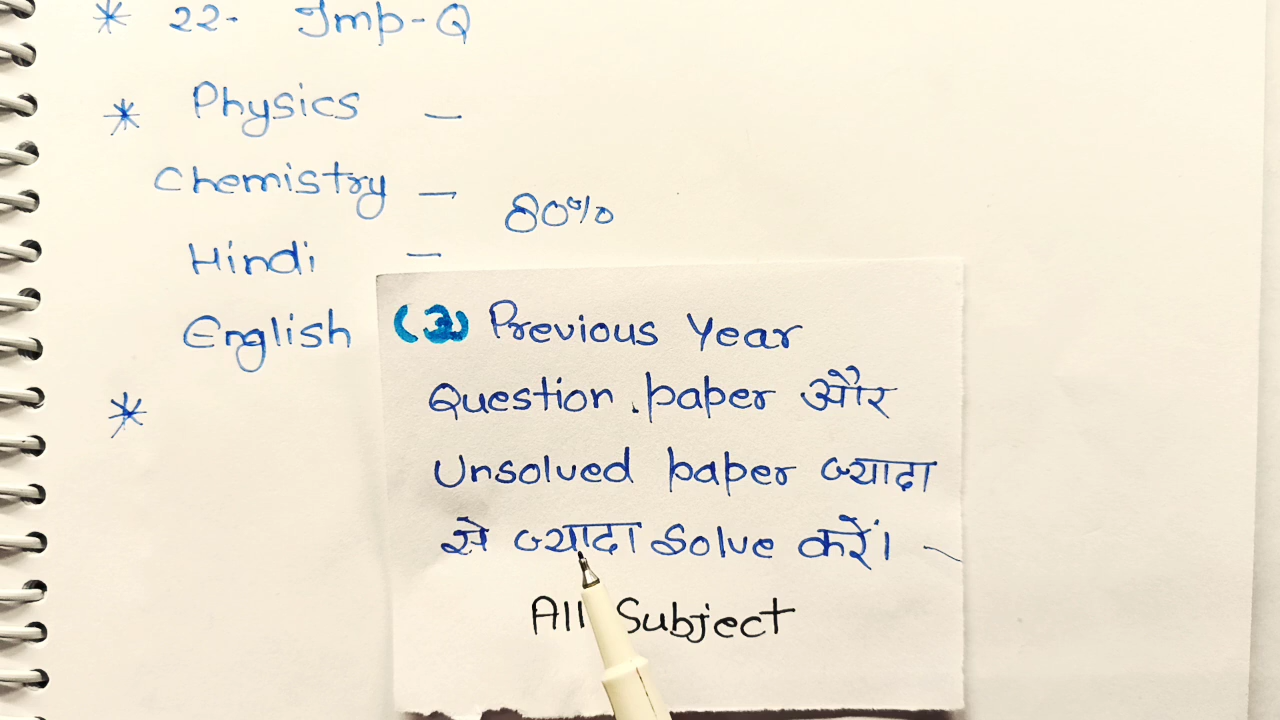 * 22- Imp-Q
* Physics —
Chemistry —
80%
Hindi —
English
*
(3) Previous Year
Question paper और
Unsolved paper ज्यादा
से ज्यादा Solve करें।
All Subject